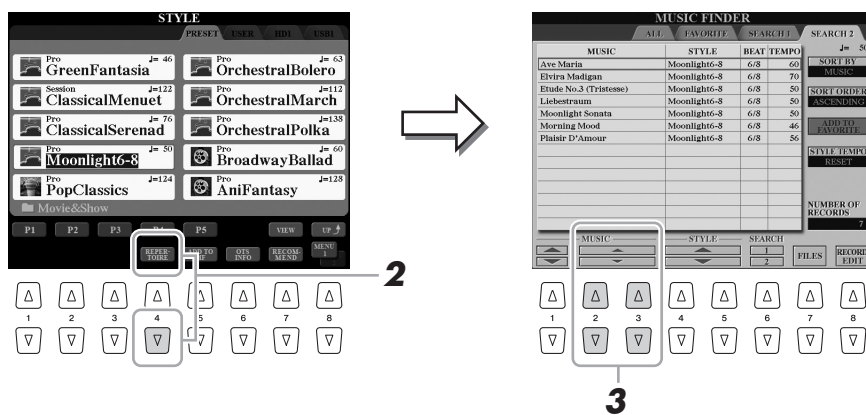 STYLE
PRESET USER HD1 USB1
Pro ♩= 46
GreenFantasia
Pro ♩= 63
OrchestralBolero
Session ♩=122
ClassicalMenuet
Pro ♩=112
OrchestralMarch
Pro ♩= 76
ClassicalSerenad
Pro ♩=138
OrchestralPolka
Pro ♩= 50
Moonlight6-8
Pro ♩= 60
BroadwayBallad
Pro ♩=124
PopClassics
Pro ♩=128
AniFantasy
Movie&Show
P1 P2 P3 P4 P5 VIEW UP
REPER-TOIRE ADD TO MF OTS INFO RECOM-MEND MENU 1
1 2 3 4 5 6 7 8
2
MUSIC FINDER
ALL FAVORITE SEARCH 1 SEARCH 2
MUSIC STYLE BEAT TEMPO
Ave Maria Moonlight6-8 6/8 60
Elvira Madigan Moonlight6-8 6/8 70
Etude No.3 (Tristesse) Moonlight6-8 6/8 50
Liebestraum Moonlight6-8 6/8 50
Moonlight Sonata Moonlight6-8 6/8 50
Morning Mood Moonlight6-8 6/8 46
Plaisir D'Amour Moonlight6-8 6/8 56
♩= 50
SORT BY
MUSIC
SORT ORDER
ASCENDING
ADD TO
FAVORITE
STYLE TEMPO
RESET
NUMBER OF
RECORDS
7
MUSIC STYLE SEARCH
1
2
FILES
RECORD
EDIT
1 2 3 4 5 6 7 8
3